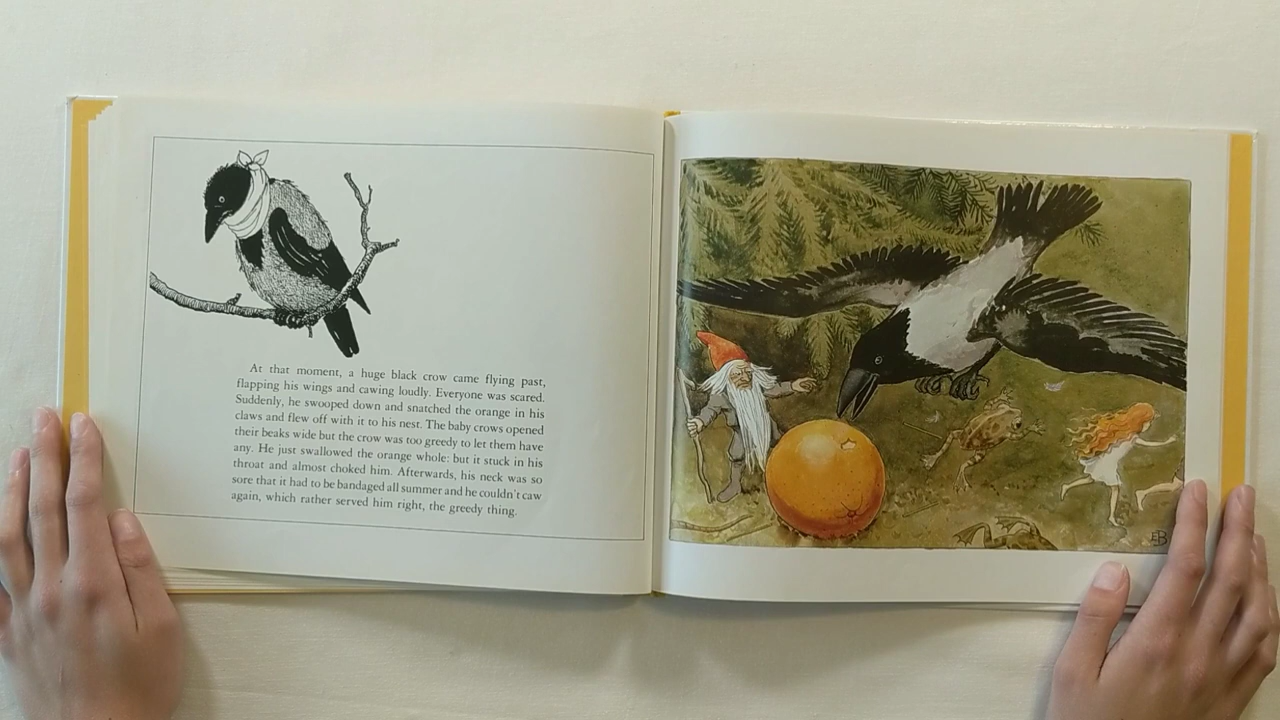 At that moment, a huge black crow came flying past,
flapping his wings and cawing loudly. Everyone was scared.
Suddenly, he swooped down and snatched the orange in his
claws and flew off with it to his nest. The baby crows opened
their beaks wide but the crow was too greedy to let them have
any. He just swallowed the orange whole: but it stuck in his
throat and almost choked him. Afterwards, his neck was so
sore that it had to be bandaged all summer and he couldn't caw
again, which rather served him right, the greedy thing.
EB